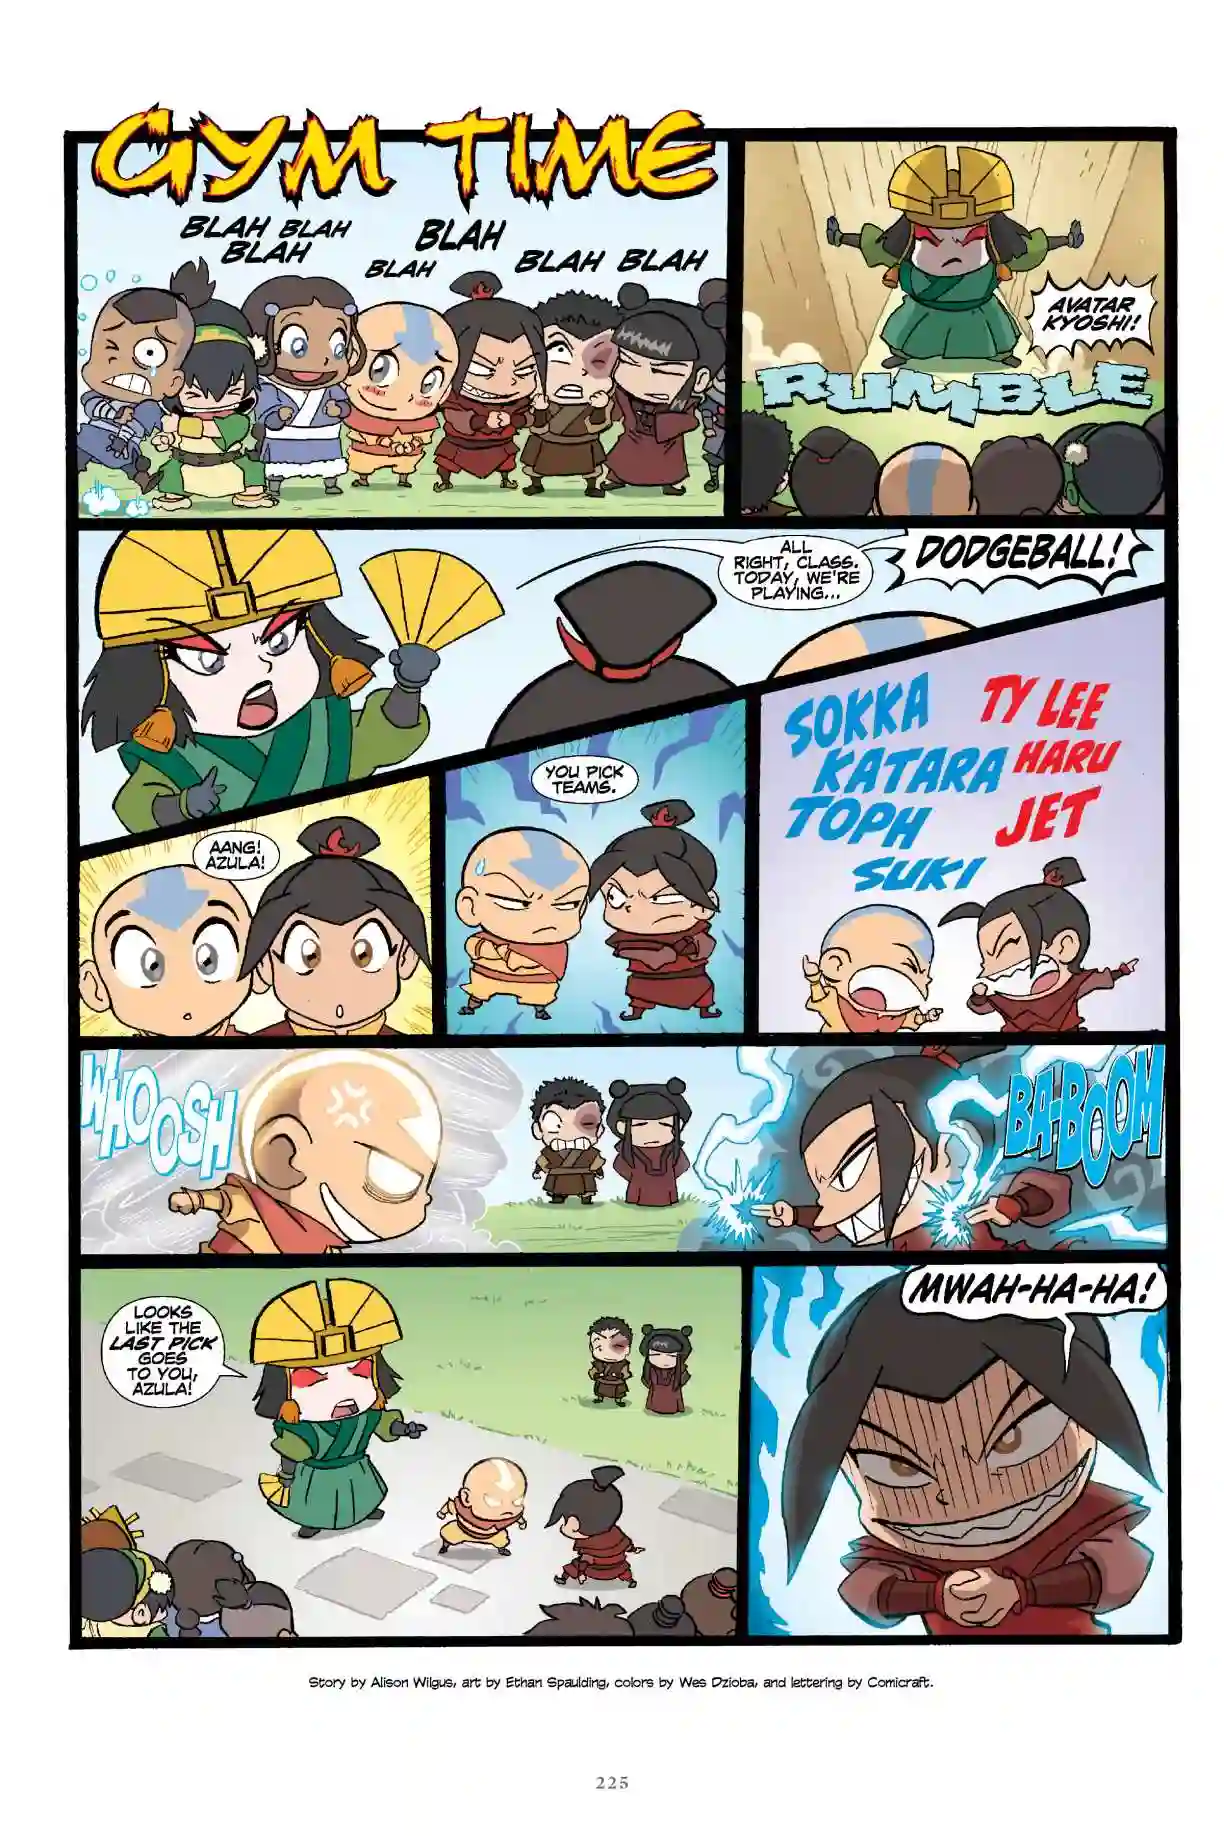 GYM TIME
BLAH BLAH
BLAH
BLAH
BLAH
BLAH BLAH
AVATAR
KYOSHI!
RUMBLE
ALL
RIGHT, CLASS.
TODAY, WE'RE
PLAYING...
DODGEBALL!
AANG!
AZULA!
YOU PICK
TEAMS.
SOKKA
KATARA
TOPH
SUKI
TY LEE
HARU
JET
WHOOSH
BA-BOOM
LOOKS
LIKE THE
LAST PICK
GOES
TO YOU,
AZULA!
MWAH-HA-HA!
Story by Alison Wilgus, art by Ethan Spaulding, colors by Wes Dzioba, and lettering by Comicraft.
225